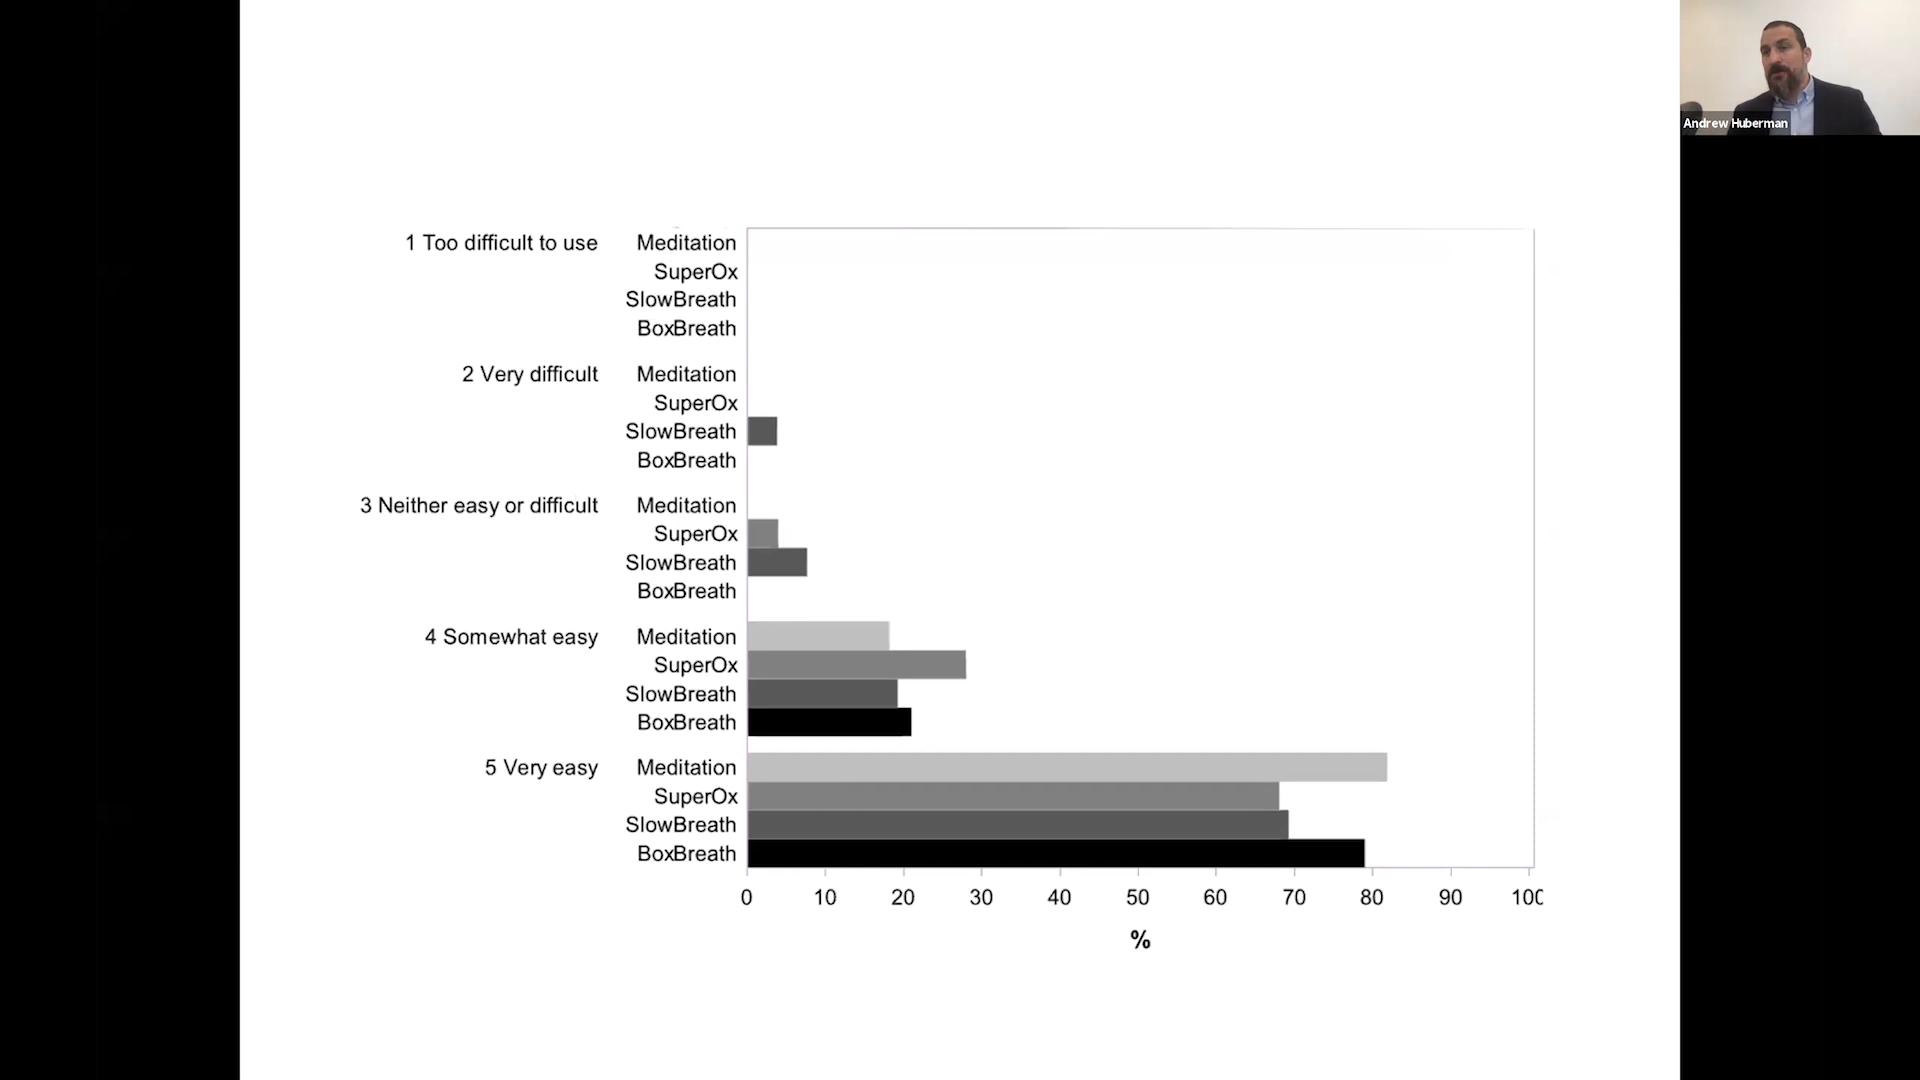 Andrew Huberman
1 Too difficult to use Meditation
SuperOx
SlowBreath
BoxBreath
2 Very difficult Meditation
SuperOx
SlowBreath
BoxBreath
3 Neither easy or difficult Meditation
SuperOx
SlowBreath
BoxBreath
4 Somewhat easy Meditation
SuperOx
SlowBreath
BoxBreath
5 Very easy Meditation
SuperOx
SlowBreath
BoxBreath
0 10 20 30 40 50 60 70 80 90 100
%